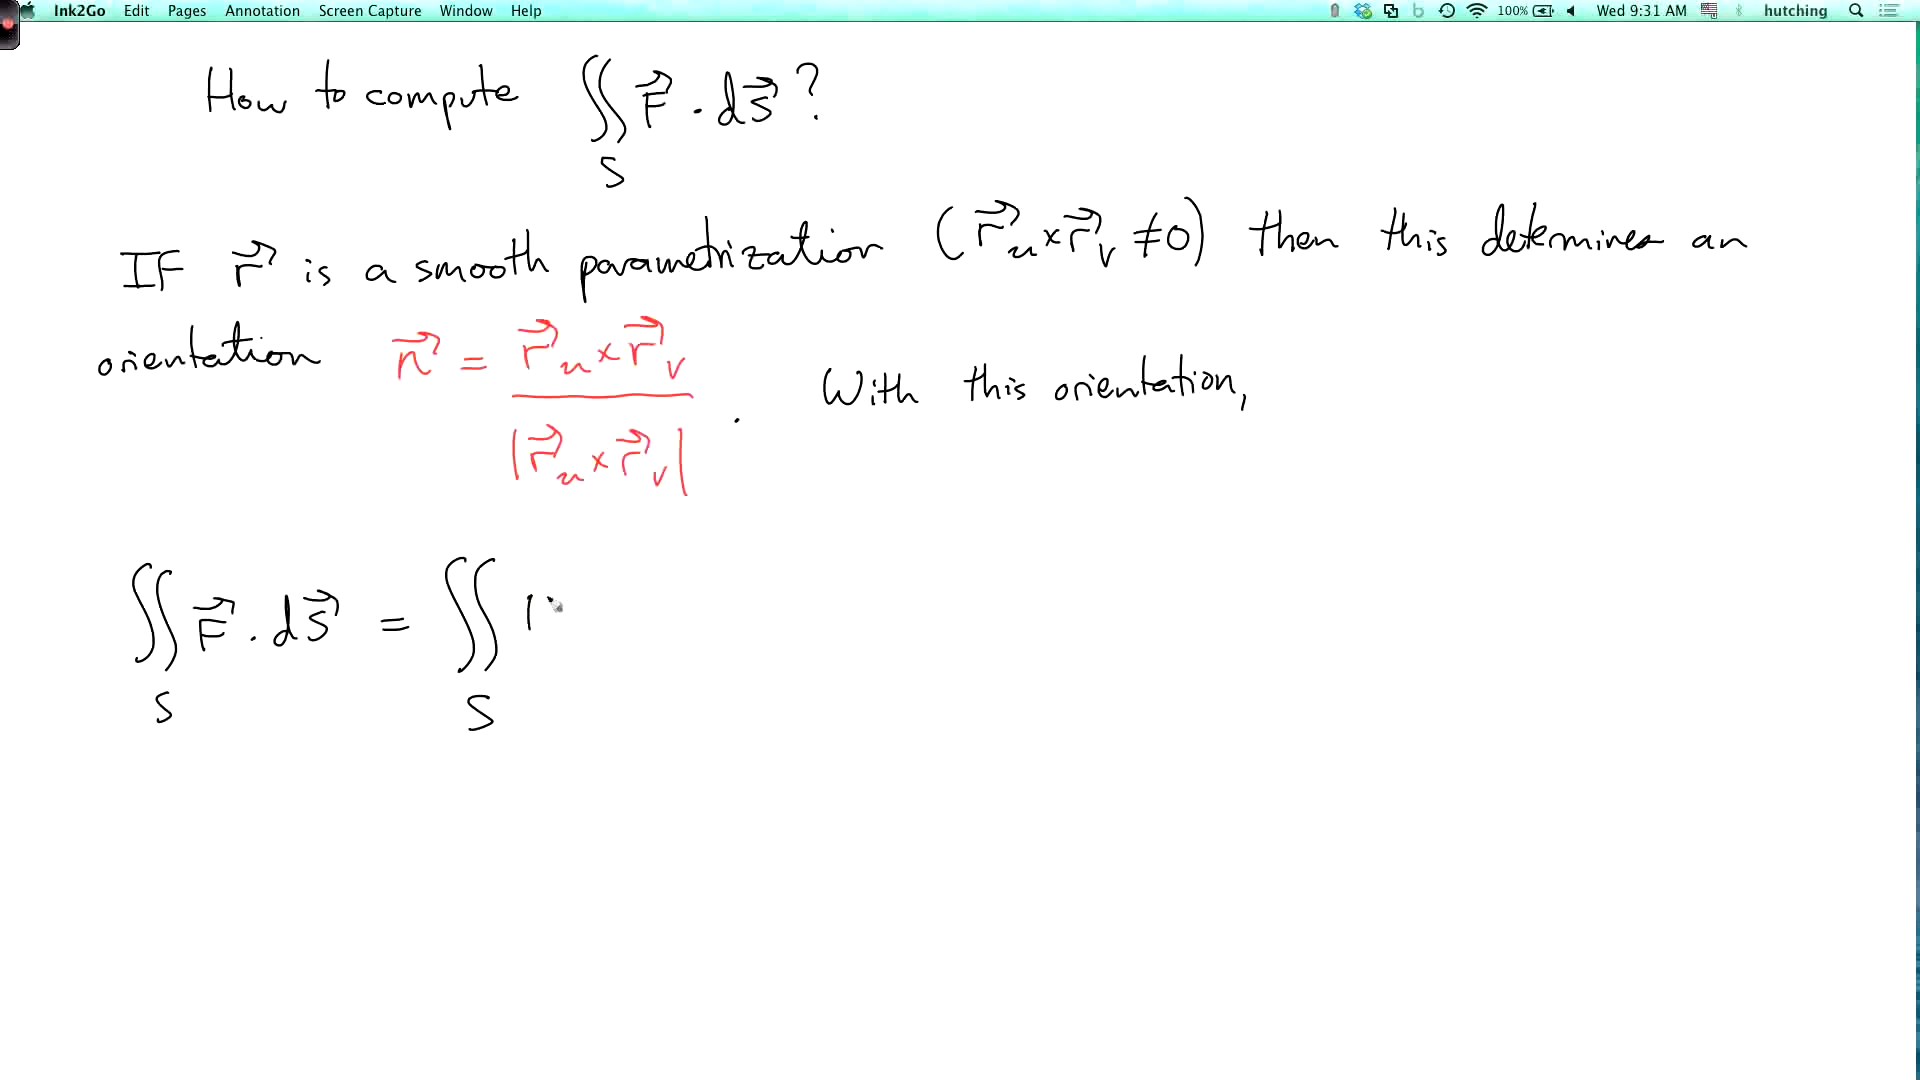 Ink2Go Edit Pages Annotation Screen Capture Window Help 100% Wed 9:31 AM hutching
How to compute ∬_S F⃗ · dS⃗ ?
IF r⃗ is a smooth parametrization (r⃗_u × r⃗_v ≠ 0) then this determines an
orientation n⃗ = (r⃗_u × r⃗_v) / |r⃗_u × r⃗_v| . With this orientation,
∬_S F⃗ · dS⃗ = ∬_S